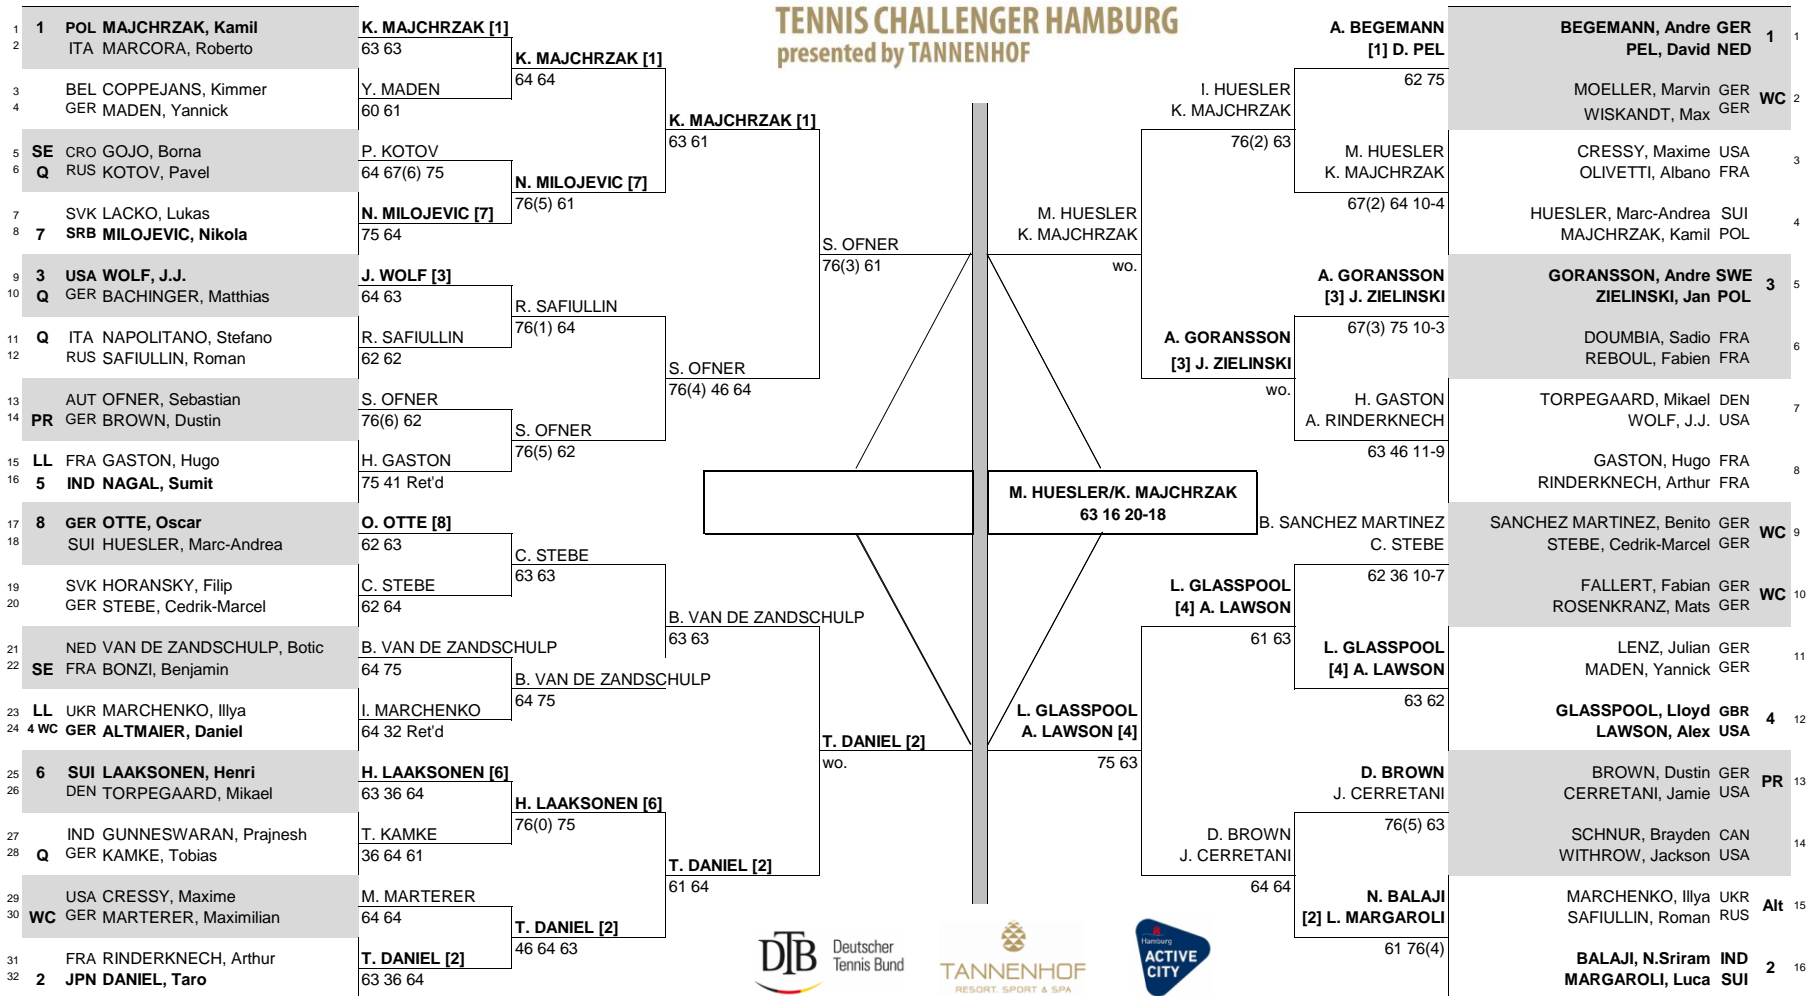 TENNIS CHALLENGER HAMBURG
presented by TANNENHOF
1 1 POL MAJCHRZAK, Kamil
2 ITA MARCORA, Roberto
3 BEL COPPEJANS, Kimmer
4 GER MADEN, Yannick
5 SE CRO GOJO, Borna
6 Q RUS KOTOV, Pavel
7 SVK LACKO, Lukas
8 7 SRB MILOJEVIC, Nikola
9 3 USA WOLF, J.J.
10 Q GER BACHINGER, Matthias
11 Q ITA NAPOLITANO, Stefano
12 RUS SAFIULLIN, Roman
13 AUT OFNER, Sebastian
14 PR GER BROWN, Dustin
15 LL FRA GASTON, Hugo
16 5 IND NAGAL, Sumit
17 8 GER OTTE, Oscar
18 SUI HUESLER, Marc-Andrea
19 SVK HORANSKY, Filip
20 GER STEBE, Cedrik-Marcel
21 NED VAN DE ZANDSCHULP, Botic
22 SE FRA BONZI, Benjamin
23 LL UKR MARCHENKO, Illya
24 4 WC GER ALTMAIER, Daniel
25 6 SUI LAAKSONEN, Henri
26 DEN TORPEGAARD, Mikael
27 IND GUNNESWARAN, Prajnesh
28 Q GER KAMKE, Tobias
29 USA CRESSY, Maxime
30 WC GER MARTERER, Maximilian
31 FRA RINDERKNECH, Arthur
32 2 JPN DANIEL, Taro
K. MAJCHRZAK [1]
63 63
Y. MADEN
60 61
P. KOTOV
64 67(6) 75
N. MILOJEVIC [7]
75 64
J. WOLF [3]
64 63
R. SAFIULLIN
62 62
S. OFNER
76(6) 62
H. GASTON
75 41 Ret'd
O. OTTE [8]
62 63
C. STEBE
62 64
B. VAN DE ZANDSCHULP
64 75
I. MARCHENKO
64 32 Ret'd
H. LAAKSONEN [6]
63 36 64
T. KAMKE
36 64 61
M. MARTERER
64 64
T. DANIEL [2]
63 36 64
K. MAJCHRZAK [1]
64 64
N. MILOJEVIC [7]
76(5) 61
R. SAFIULLIN
76(1) 64
S. OFNER
76(5) 62
C. STEBE
63 63
B. VAN DE ZANDSCHULP
64 75
H. LAAKSONEN [6]
76(0) 75
T. DANIEL [2]
46 64 63
K. MAJCHRZAK [1]
63 61
S. OFNER
76(4) 46 64
B. VAN DE ZANDSCHULP
63 63
T. DANIEL [2]
61 64
S. OFNER
76(3) 61
T. DANIEL [2]
wo.
M. HUESLER/K. MAJCHRZAK
63 16 20-18
M. HUESLER
K. MAJCHRZAK
wo.
L. GLASSPOOL
A. LAWSON [4]
75 63
I. HUESLER
K. MAJCHRZAK
76(2) 63
A. GORANSSON
[3] J. ZIELINSKI
wo.
L. GLASSPOOL
[4] A. LAWSON
61 63
D. BROWN
J. CERRETANI
64 64
A. BEGEMANN
[1] D. PEL
62 75
M. HUESLER
K. MAJCHRZAK
67(2) 64 10-4
A. GORANSSON
[3] J. ZIELINSKI
67(3) 75 10-3
H. GASTON
A. RINDERKNECH
63 46 11-9
B. SANCHEZ MARTINEZ
C. STEBE
62 36 10-7
L. GLASSPOOL
[4] A. LAWSON
63 62
D. BROWN
J. CERRETANI
76(5) 63
N. BALAJI
[2] L. MARGAROLI
61 76(4)
BEGEMANN, Andre GER 1 1
PEL, David NED
MOELLER, Marvin GER WC 2
WISKANDT, Max GER
CRESSY, Maxime USA 3
OLIVETTI, Albano FRA
HUESLER, Marc-Andrea SUI 4
MAJCHRZAK, Kamil POL
GORANSSON, Andre SWE 3 5
ZIELINSKI, Jan POL
DOUMBIA, Sadio FRA 6
REBOUL, Fabien FRA
TORPEGAARD, Mikael DEN 7
WOLF, J.J. USA
GASTON, Hugo FRA 8
RINDERKNECH, Arthur FRA
SANCHEZ MARTINEZ, Benito GER WC 9
STEBE, Cedrik-Marcel GER
FALLERT, Fabian GER WC 10
ROSENKRANZ, Mats GER
LENZ, Julian GER 11
MADEN, Yannick GER
GLASSPOOL, Lloyd GBR 4 12
LAWSON, Alex USA
BROWN, Dustin GER PR 13
CERRETANI, Jamie USA
SCHNUR, Brayden CAN 14
WITHROW, Jackson USA
MARCHENKO, Illya UKR Alt 15
SAFIULLIN, Roman RUS
BALAJI, N.Sriram IND 2 16
MARGAROLI, Luca SUI
DTB Deutscher
Tennis Bund
TANNENHOF
RESORT. SPORT & SPA
Hamburg
ACTIVE
CITY